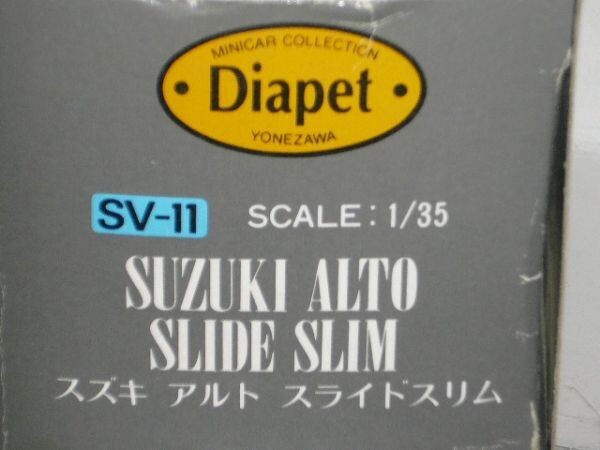 MINICAR COLLECTION
• Diapet •
YONEZAWA
SV-11 SCALE: 1/35
SUZUKI ALTO
SLIDE SLIM
スズキ アルト スライドスリム